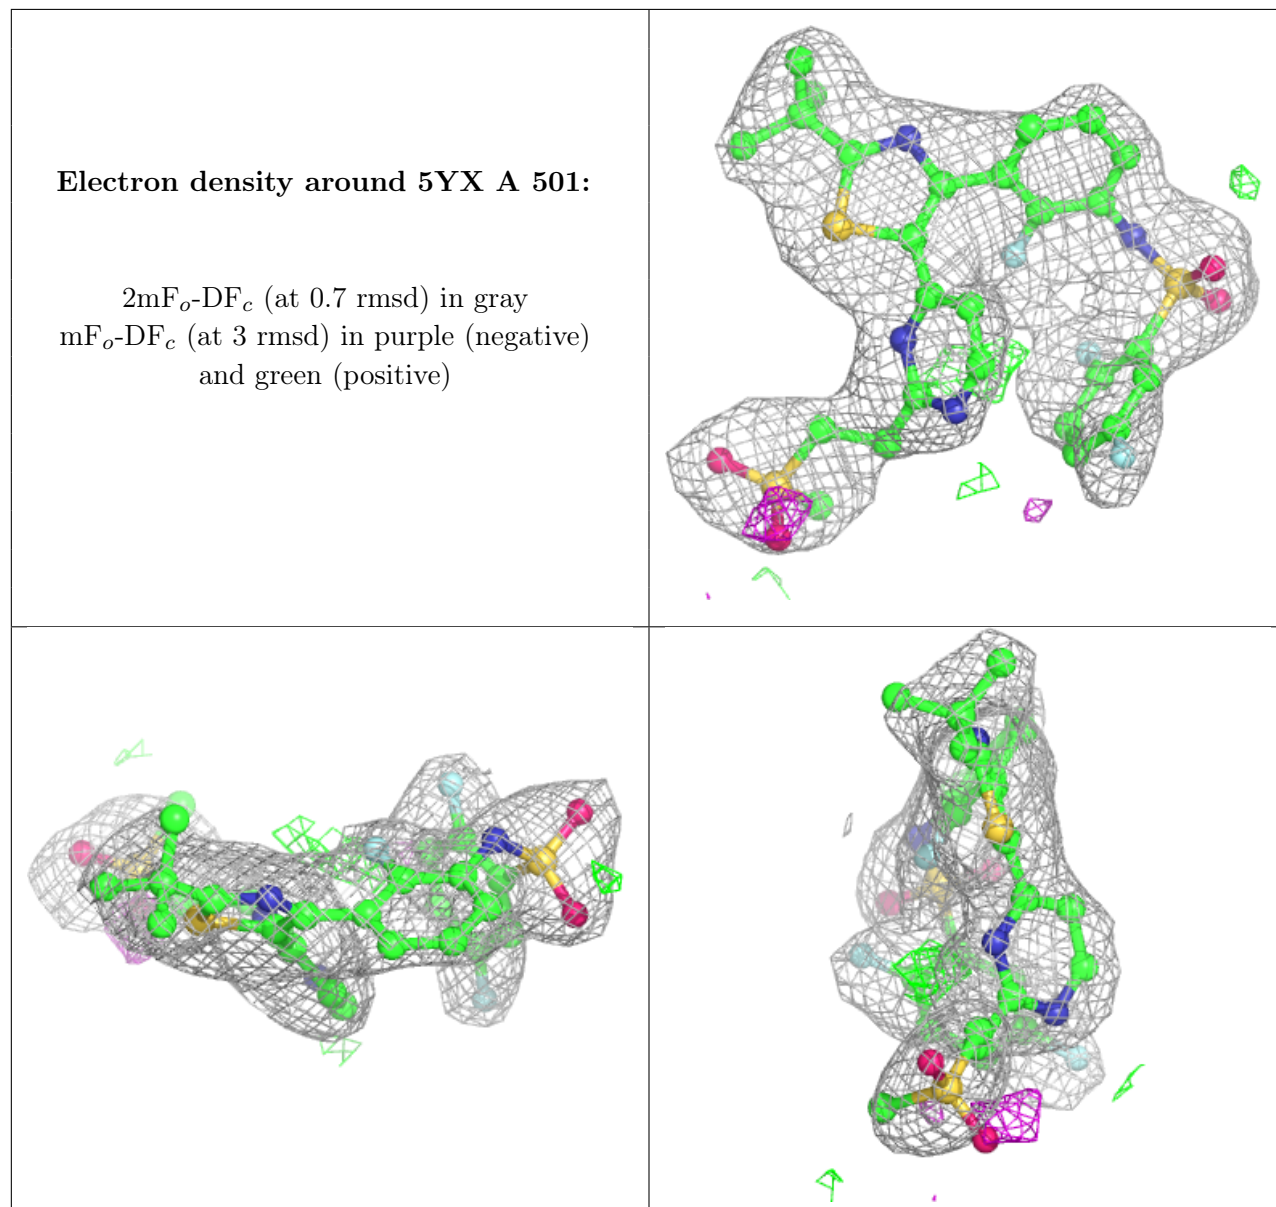 Electron density around 5YX A 501:
2mFo-DFc (at 0.7 rmsd) in gray
mFo-DFc (at 3 rmsd) in purple (negative)
and green (positive)